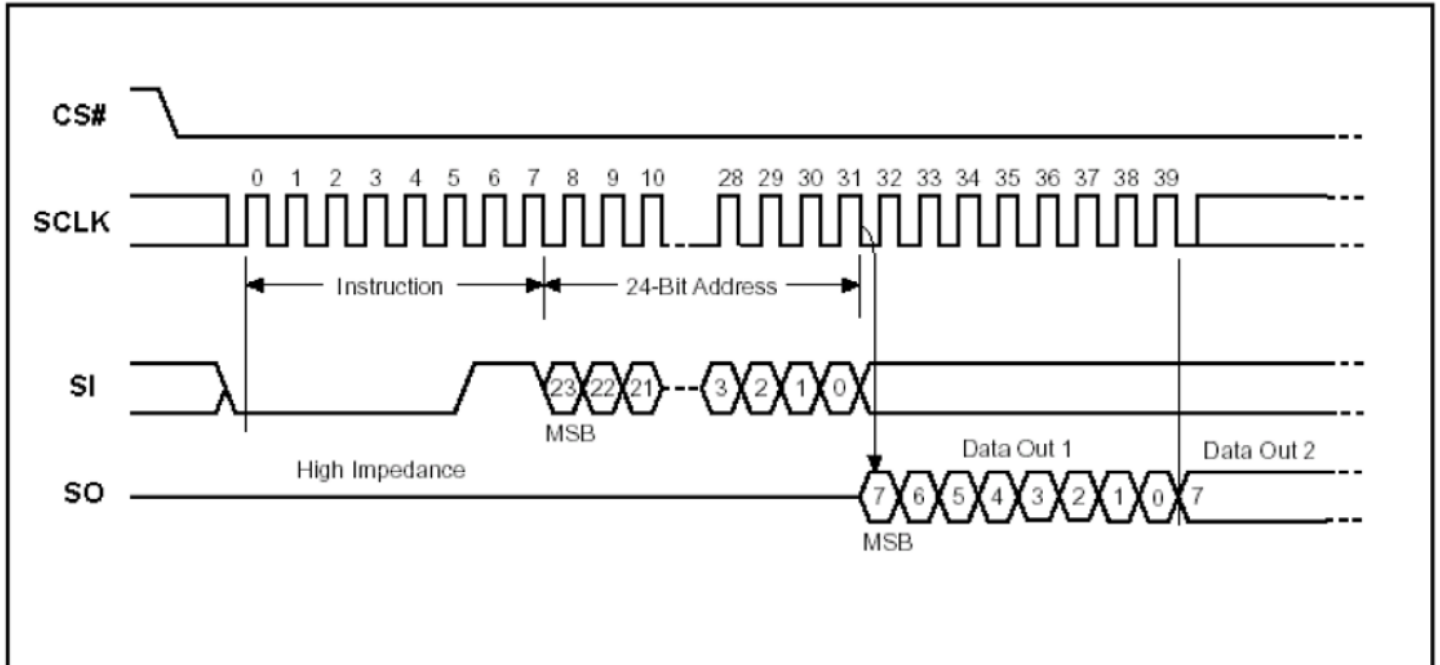 CS#
0 1 2 3 4 5 6 7 8 9 10 28 29 30 31 32 33 34 35 36 37 38 39
SCLK
Instruction 24-Bit Address
SI 23 22 21 3 2 1 0
MSB
Data Out 1 Data Out 2
High Impedance
SO 7 6 5 4 3 2 1 0 7
MSB